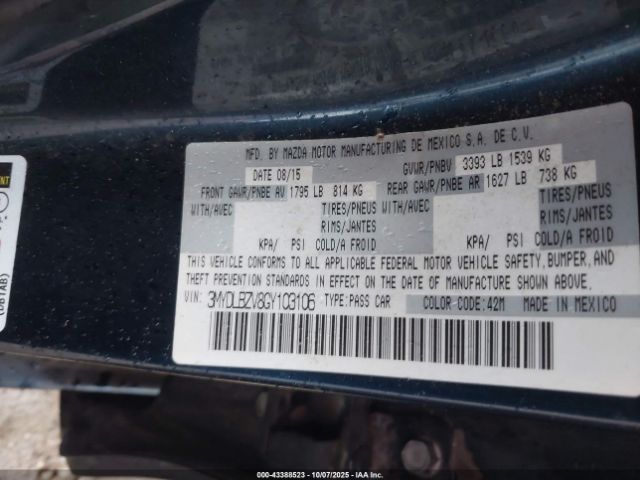 MFD. BY MAZDA MOTOR MANUFACTURING DE MEXICO S.A. DE C.V.
DATE 08/15 GVWR/PNBV 3393 LB 1539 KG
FRONT GAWR/PNBE AV 1795 LB 814 KG REAR GAWR/PNBE AR 1627 LB 738 KG
WITH/AVEC TIRES/PNEUS WITH/AVEC TIRES/PNEUS
RIMS/JANTES RIMS/JANTES
KPA/ PSI COLD/A FROID KPA/ PSI COLD/A FROID
THIS VEHICLE CONFORMS TO ALL APPLICABLE FEDERAL MOTOR VEHICLE SAFETY, BUMPER, AND
THEFT PREVENTION STANDARDS IN EFFECT ON THE DATE OF MANUFACTURE SHOWN ABOVE.
VIN: 3MYDLBZV8GY103106 TYPE:PASS CAR COLOR CODE:42M MADE IN MEXICO
(DB1AB)
000-43388523 - 10/07/2025 - IAAI.com